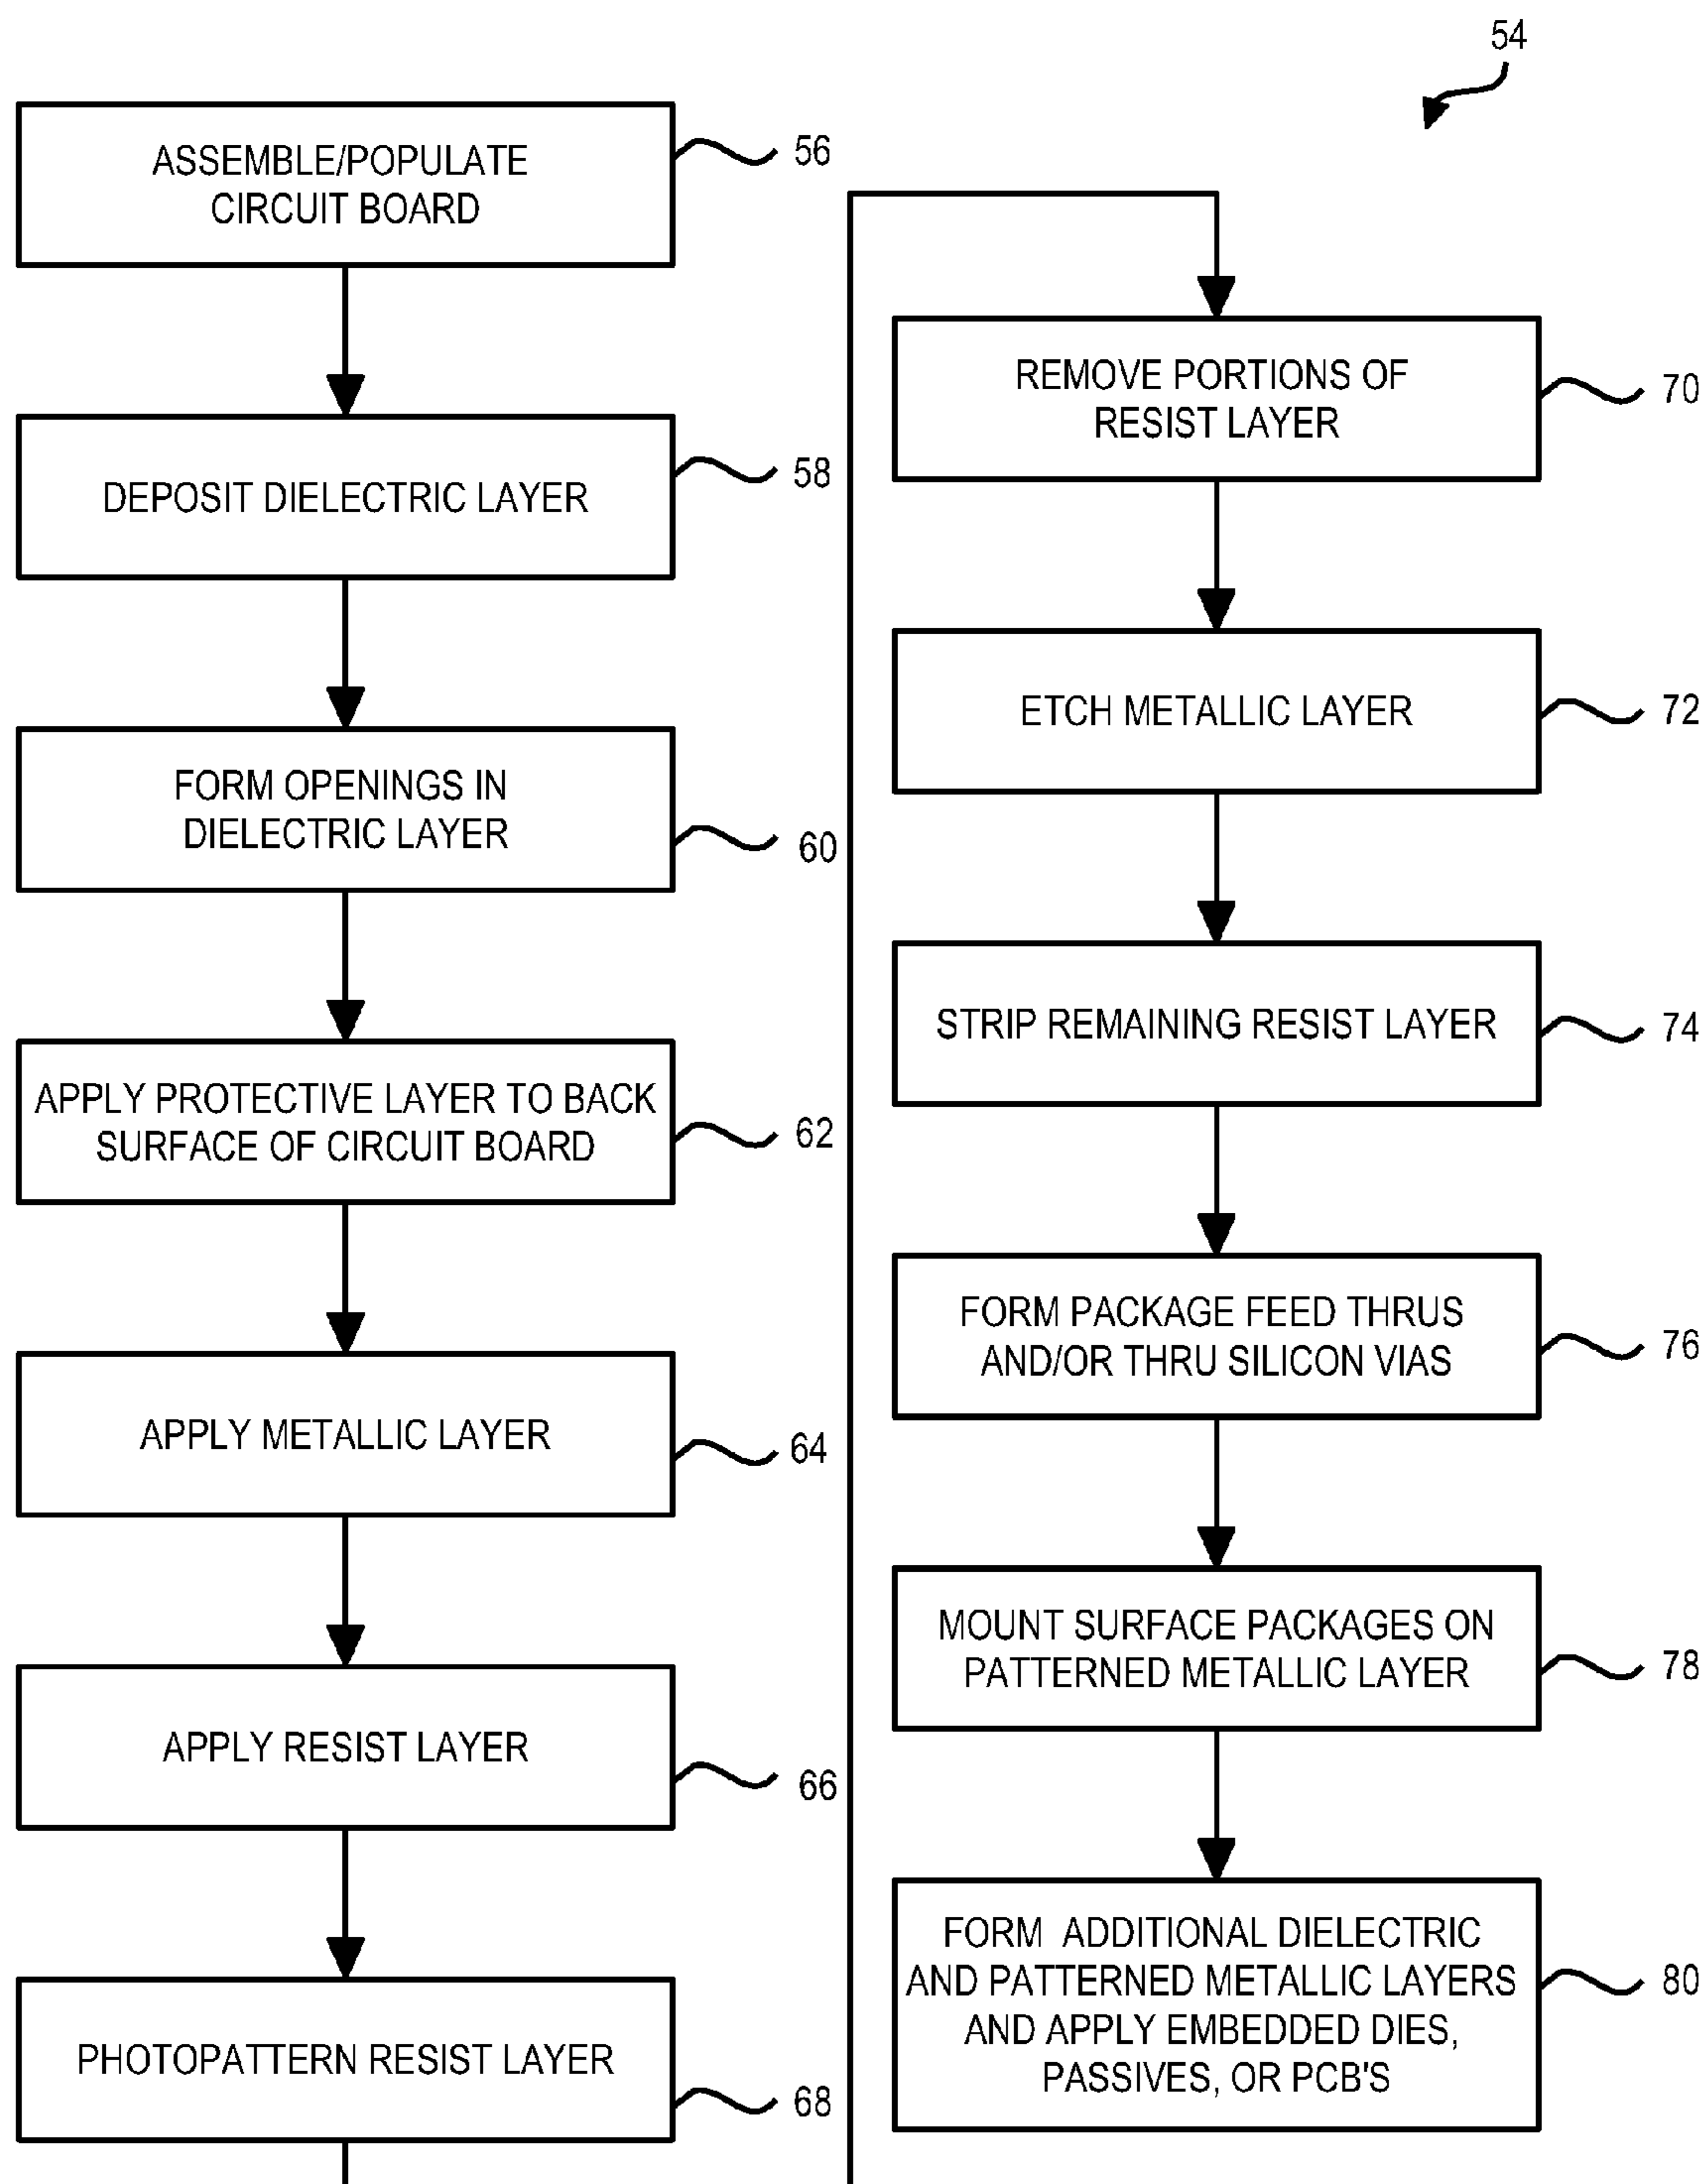 54
ASSEMBLE/POPULATE
CIRCUIT BOARD
56
DEPOSIT DIELECTRIC LAYER
58
FORM OPENINGS IN
DIELECTRIC LAYER
60
APPLY PROTECTIVE LAYER TO BACK
SURFACE OF CIRCUIT BOARD
62
APPLY METALLIC LAYER
64
APPLY RESIST LAYER
66
PHOTOPATTERN RESIST LAYER
68
REMOVE PORTIONS OF
RESIST LAYER
70
ETCH METALLIC LAYER
72
STRIP REMAINING RESIST LAYER
74
FORM PACKAGE FEED THRUS
AND/OR THRU SILICON VIAS
76
MOUNT SURFACE PACKAGES ON
PATTERNED METALLIC LAYER
78
FORM ADDITIONAL DIELECTRIC
AND PATTERNED METALLIC LAYERS
AND APPLY EMBEDDED DIES,
PASSIVES, OR PCB'S
80